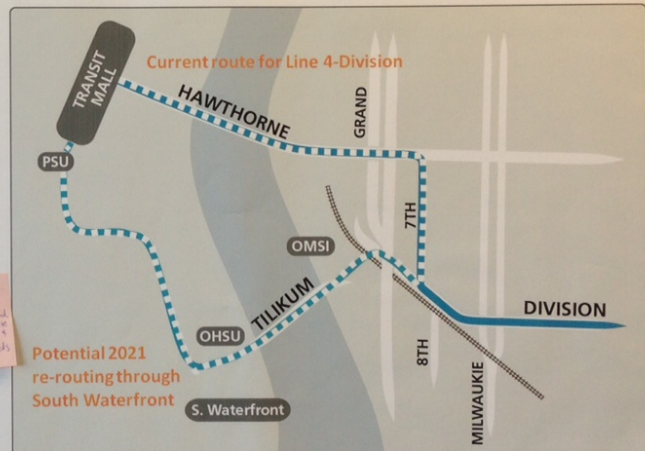 Current route for Line 4-Division
TRANSIT
MALL
HAWTHORNE
GRAND
PSU
7TH
OMSI
TILIKUM
DIVISION
OHSU
8TH
Potential 2021
re-routing through
South Waterfront
S. Waterfront
MILWAUKIE